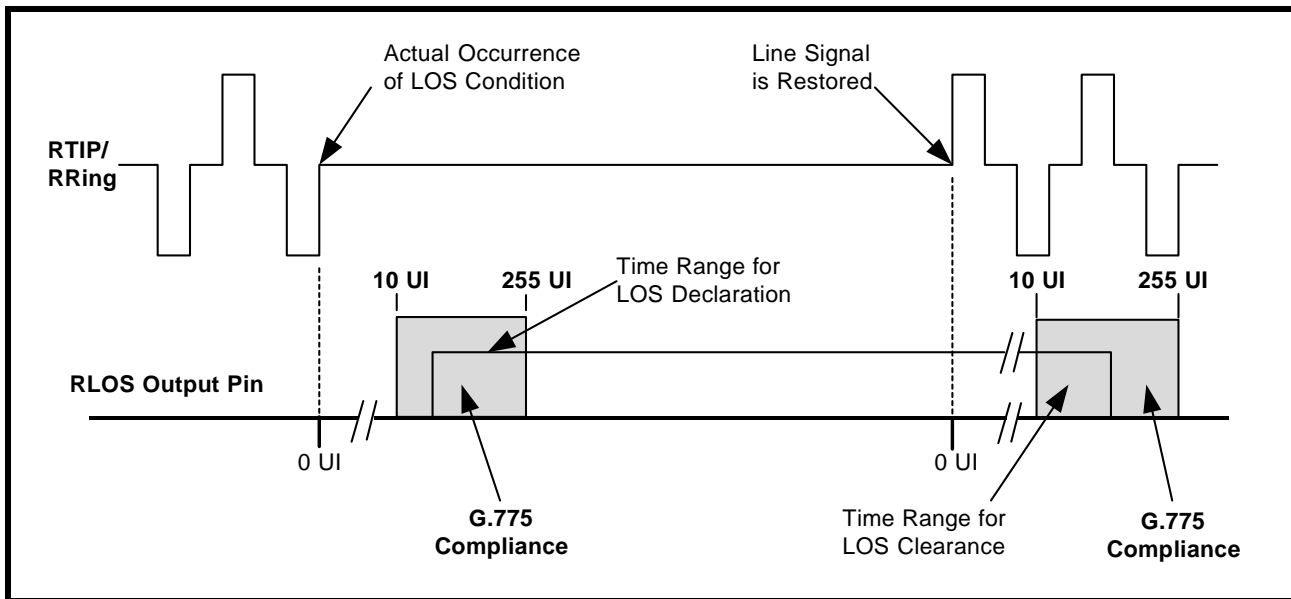 Actual Occurrence
of LOS Condition
Line Signal
is Restored
RTIP/
RRing
Time Range for
LOS Declaration
10 UI
255 UI
10 UI
255 UI
RLOS Output Pin
0 UI
0 UI
G.775
Compliance
Time Range for
LOS Clearance
G.775
Compliance